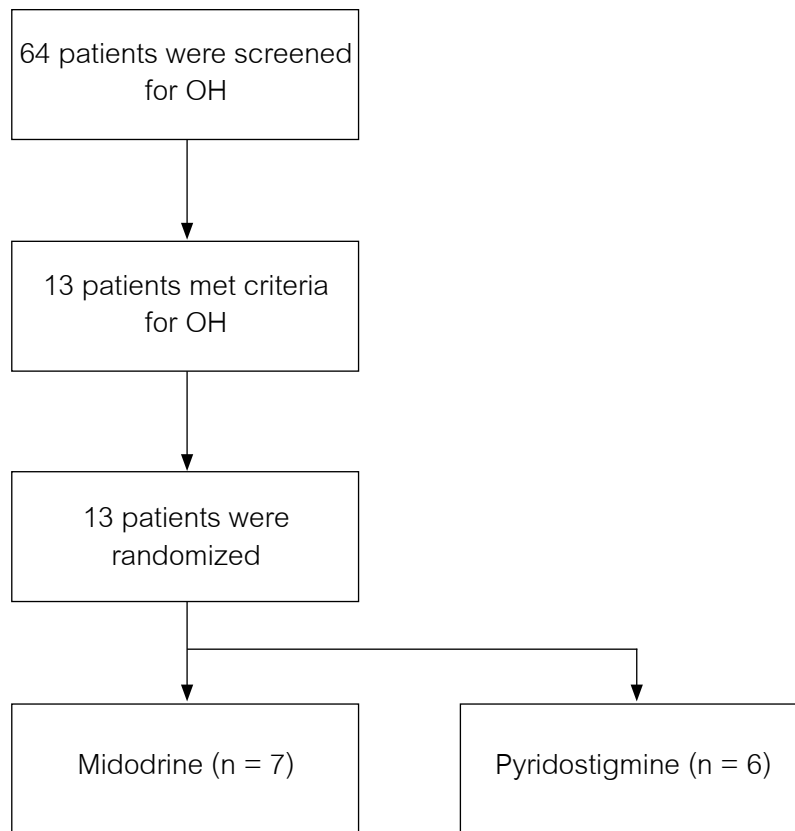 64 patients were screened
for OH
13 patients met criteria
for OH
13 patients were
randomized
Midodrine (n = 7)
Pyridostigmine (n = 6)